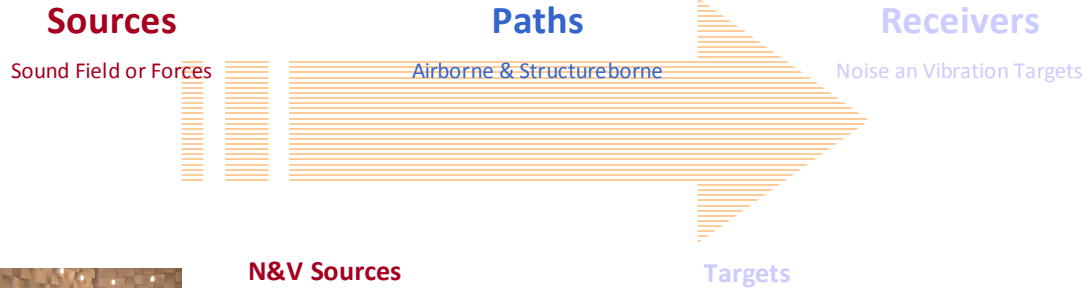 Sources Paths Receivers
Sound Field or Forces Airborne & Structureborne Noise an Vibration Targets
N&V Sources Targets